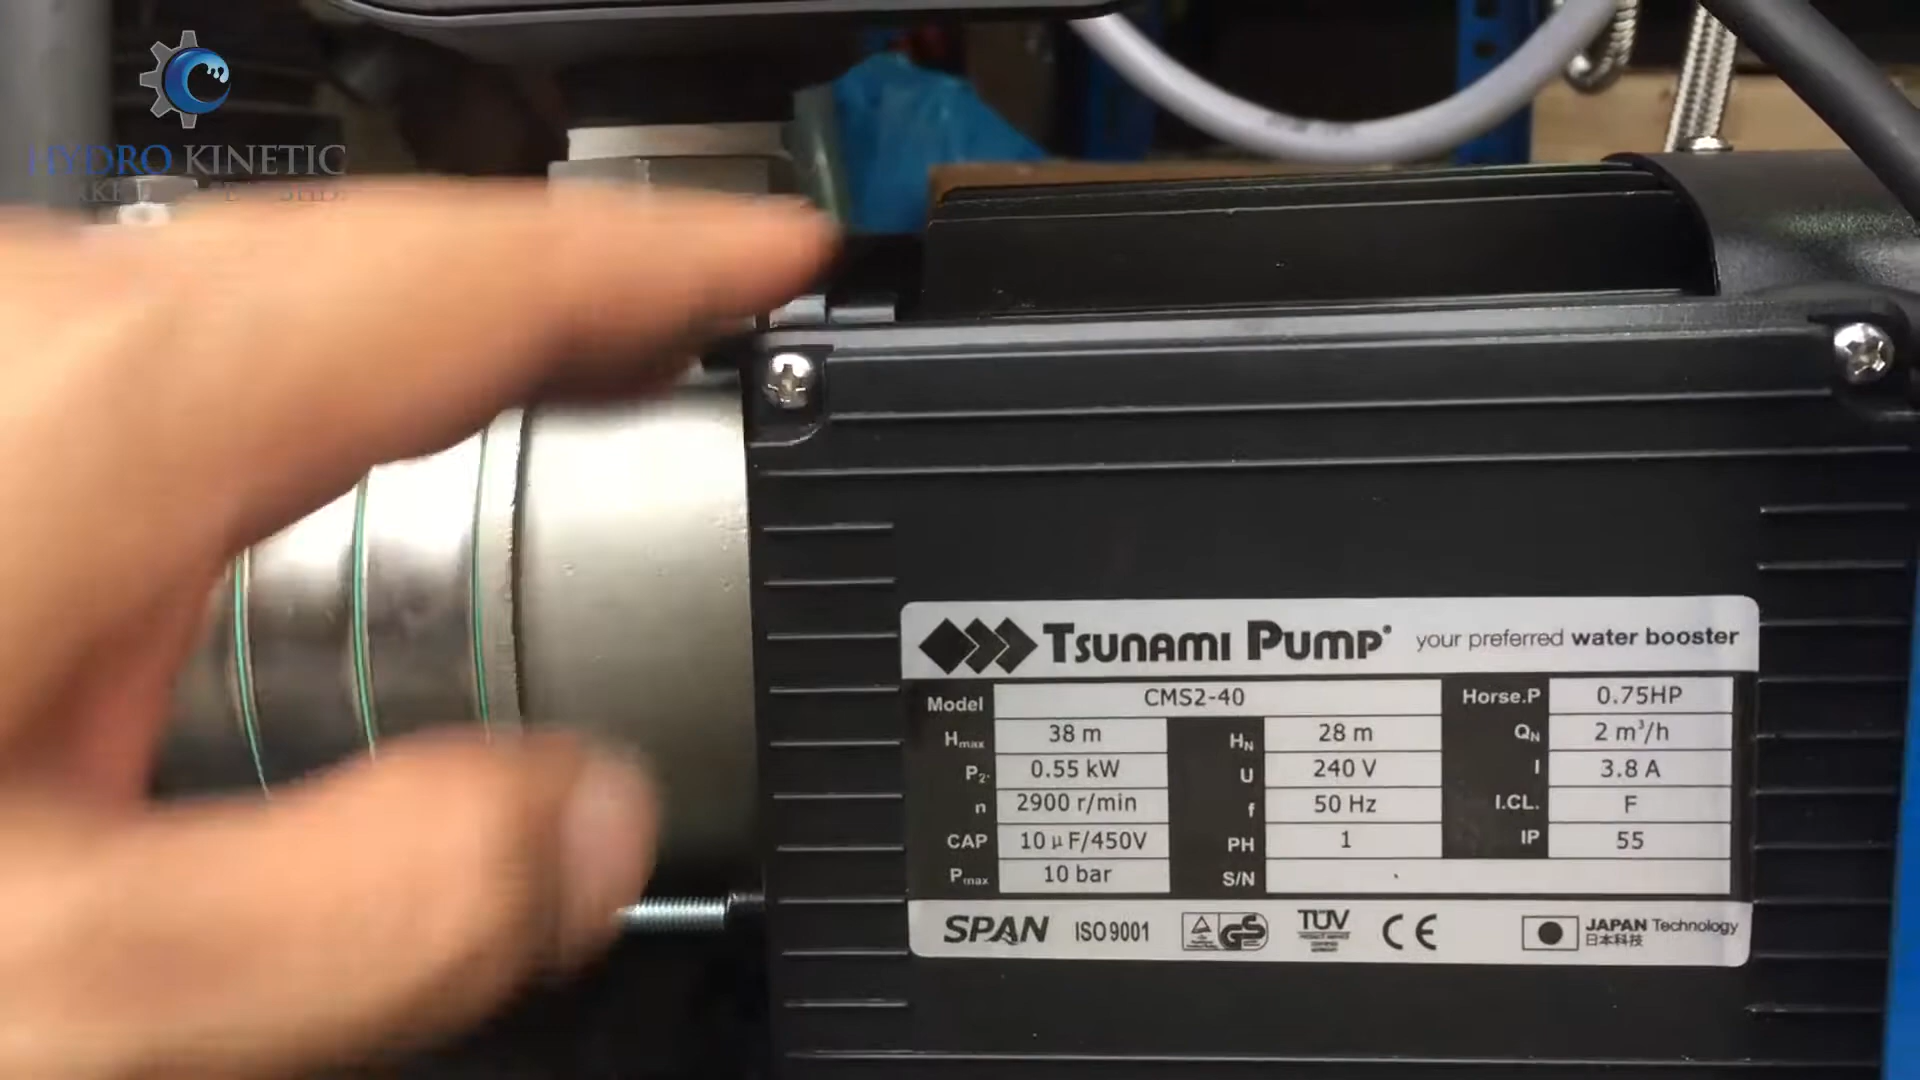 HYDRO KINETIC
TSUNAMI PUMP® your preferred water booster
Model CMS2-40 Horse.P 0.75HP
Hmax 38 m HN 28 m QN 2 m³/h
P2. 0.55 kW U 240 V I 3.8 A
n 2900 r/min f 50 Hz I.CL. F
CAP 10 µF/450V PH 1 IP 55
Pmax 10 bar S/N
SPAN ISO 9001 GS TÜV CE JAPAN Technology
日本科技